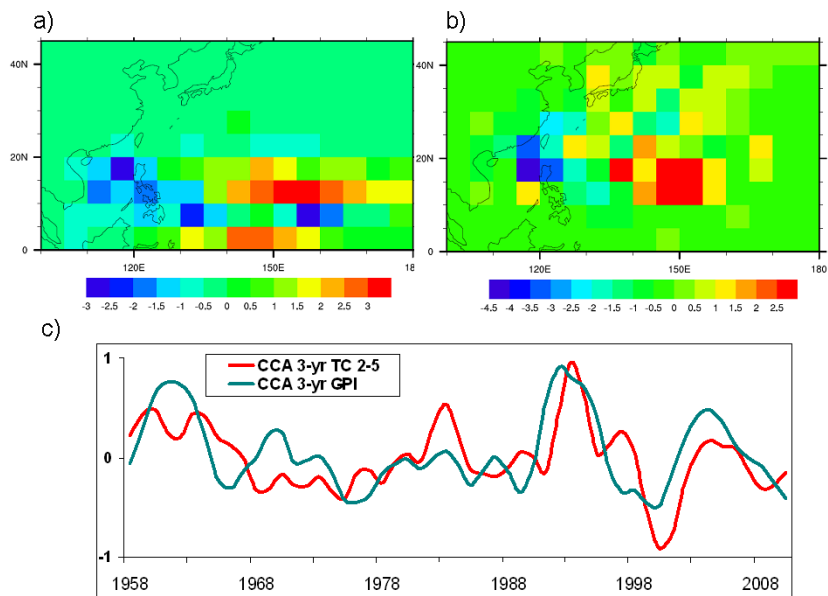 a)
b)
40N
20N
0
120E
150E
18
-3 -2.5 -2 -1.5 -1 -0.5 0.5 1 1.5 2 2.5 3
40N
20N
0
120E
150E
180
-4.5 -4 -3.5 -3 -2.5 -2 -1.5 -1 -0.5 0.5 1 1.5 2 2.5
c)
CCA 3-yr TC 2-5
CCA 3-yr GPI
1
0
-1
1958 1968 1978 1988 1998 2008